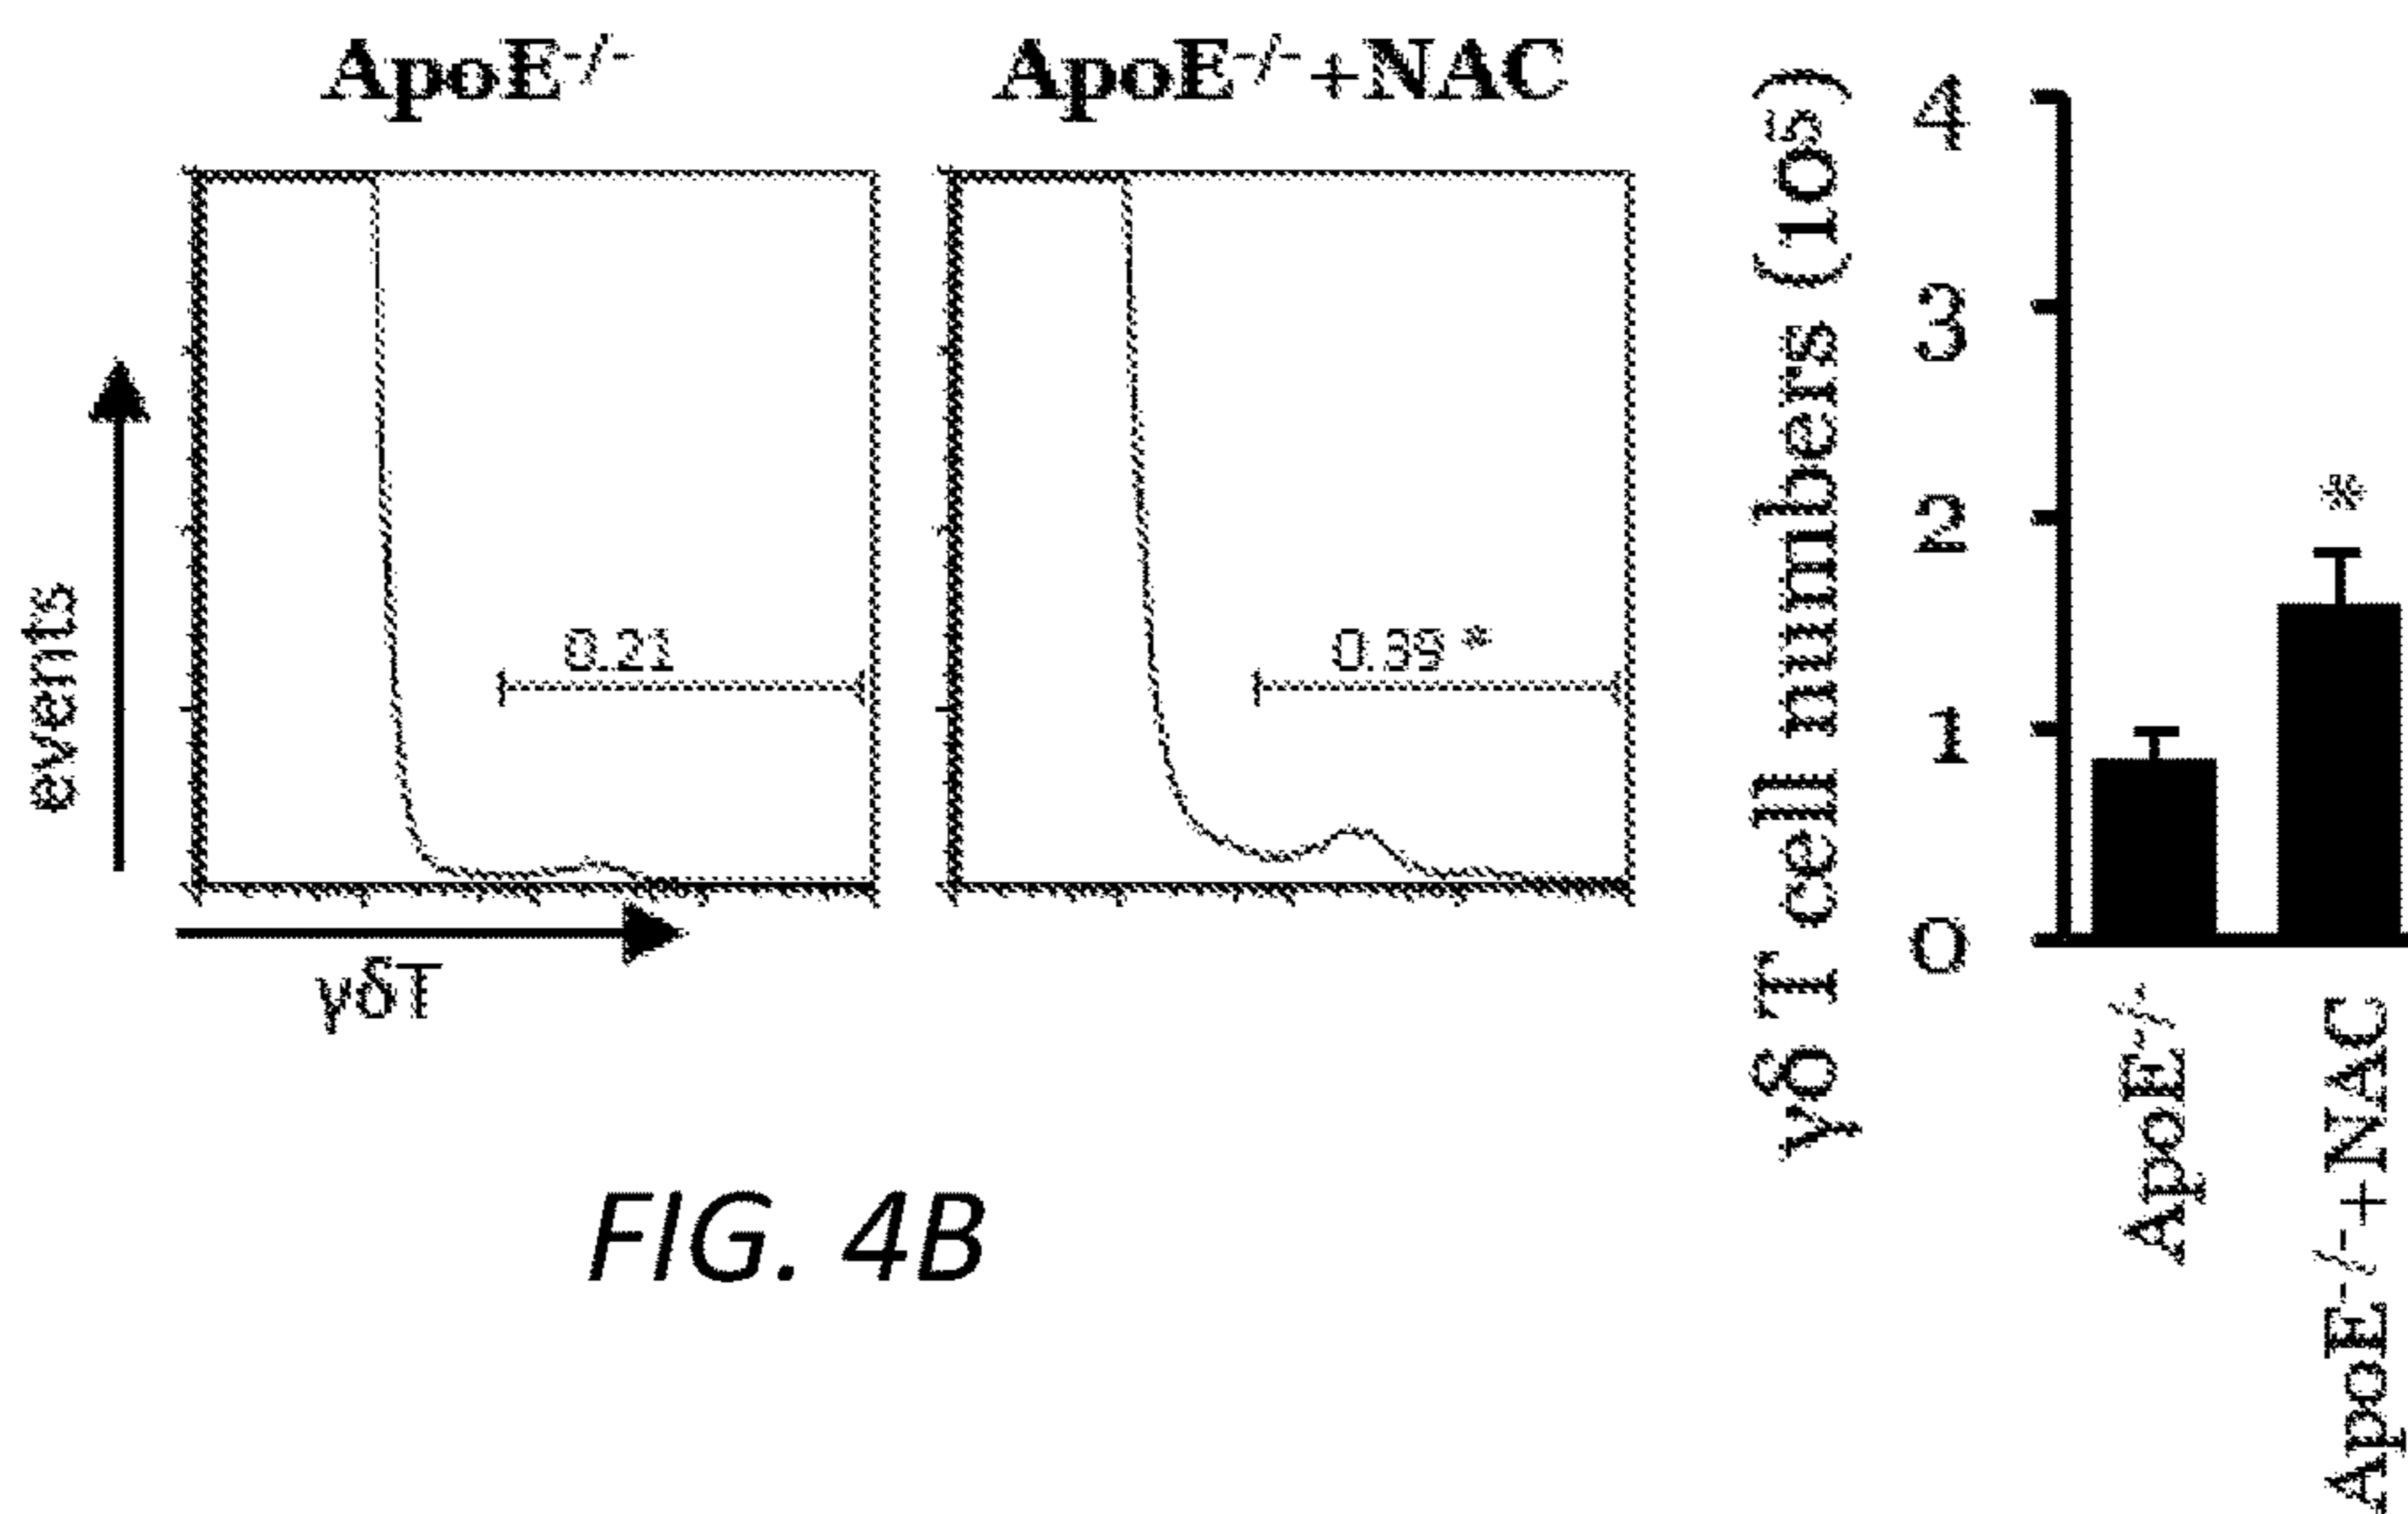 ApoE⁻/⁻
ApoE⁻/⁻+NAC
events
0.21
0.39 *
γδT
γδ T cell numbers (10⁵)
4
3
2
1
0
*
ApoE⁻/⁻
ApoE⁻/⁻+NAC
FIG. 4B